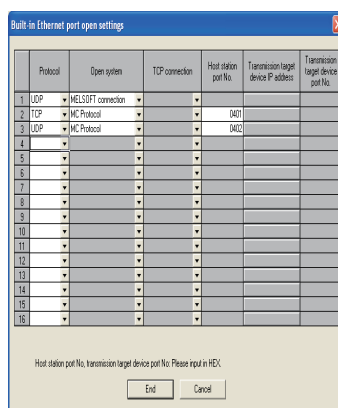 Built-in Ethernet port open settings
Protocol Open system TCP connection Host station port No. Transmission target device IP address Transmission target device port No.
1 UDP MELSOFT connection
2 TCP MC Protocol 0401
3 UDP MC Protocol 0402
4
5
6
7
8
9
10
11
12
13
14
15
16
Host station port No, transmission target device port No: Please input in HEX.
End Cancel